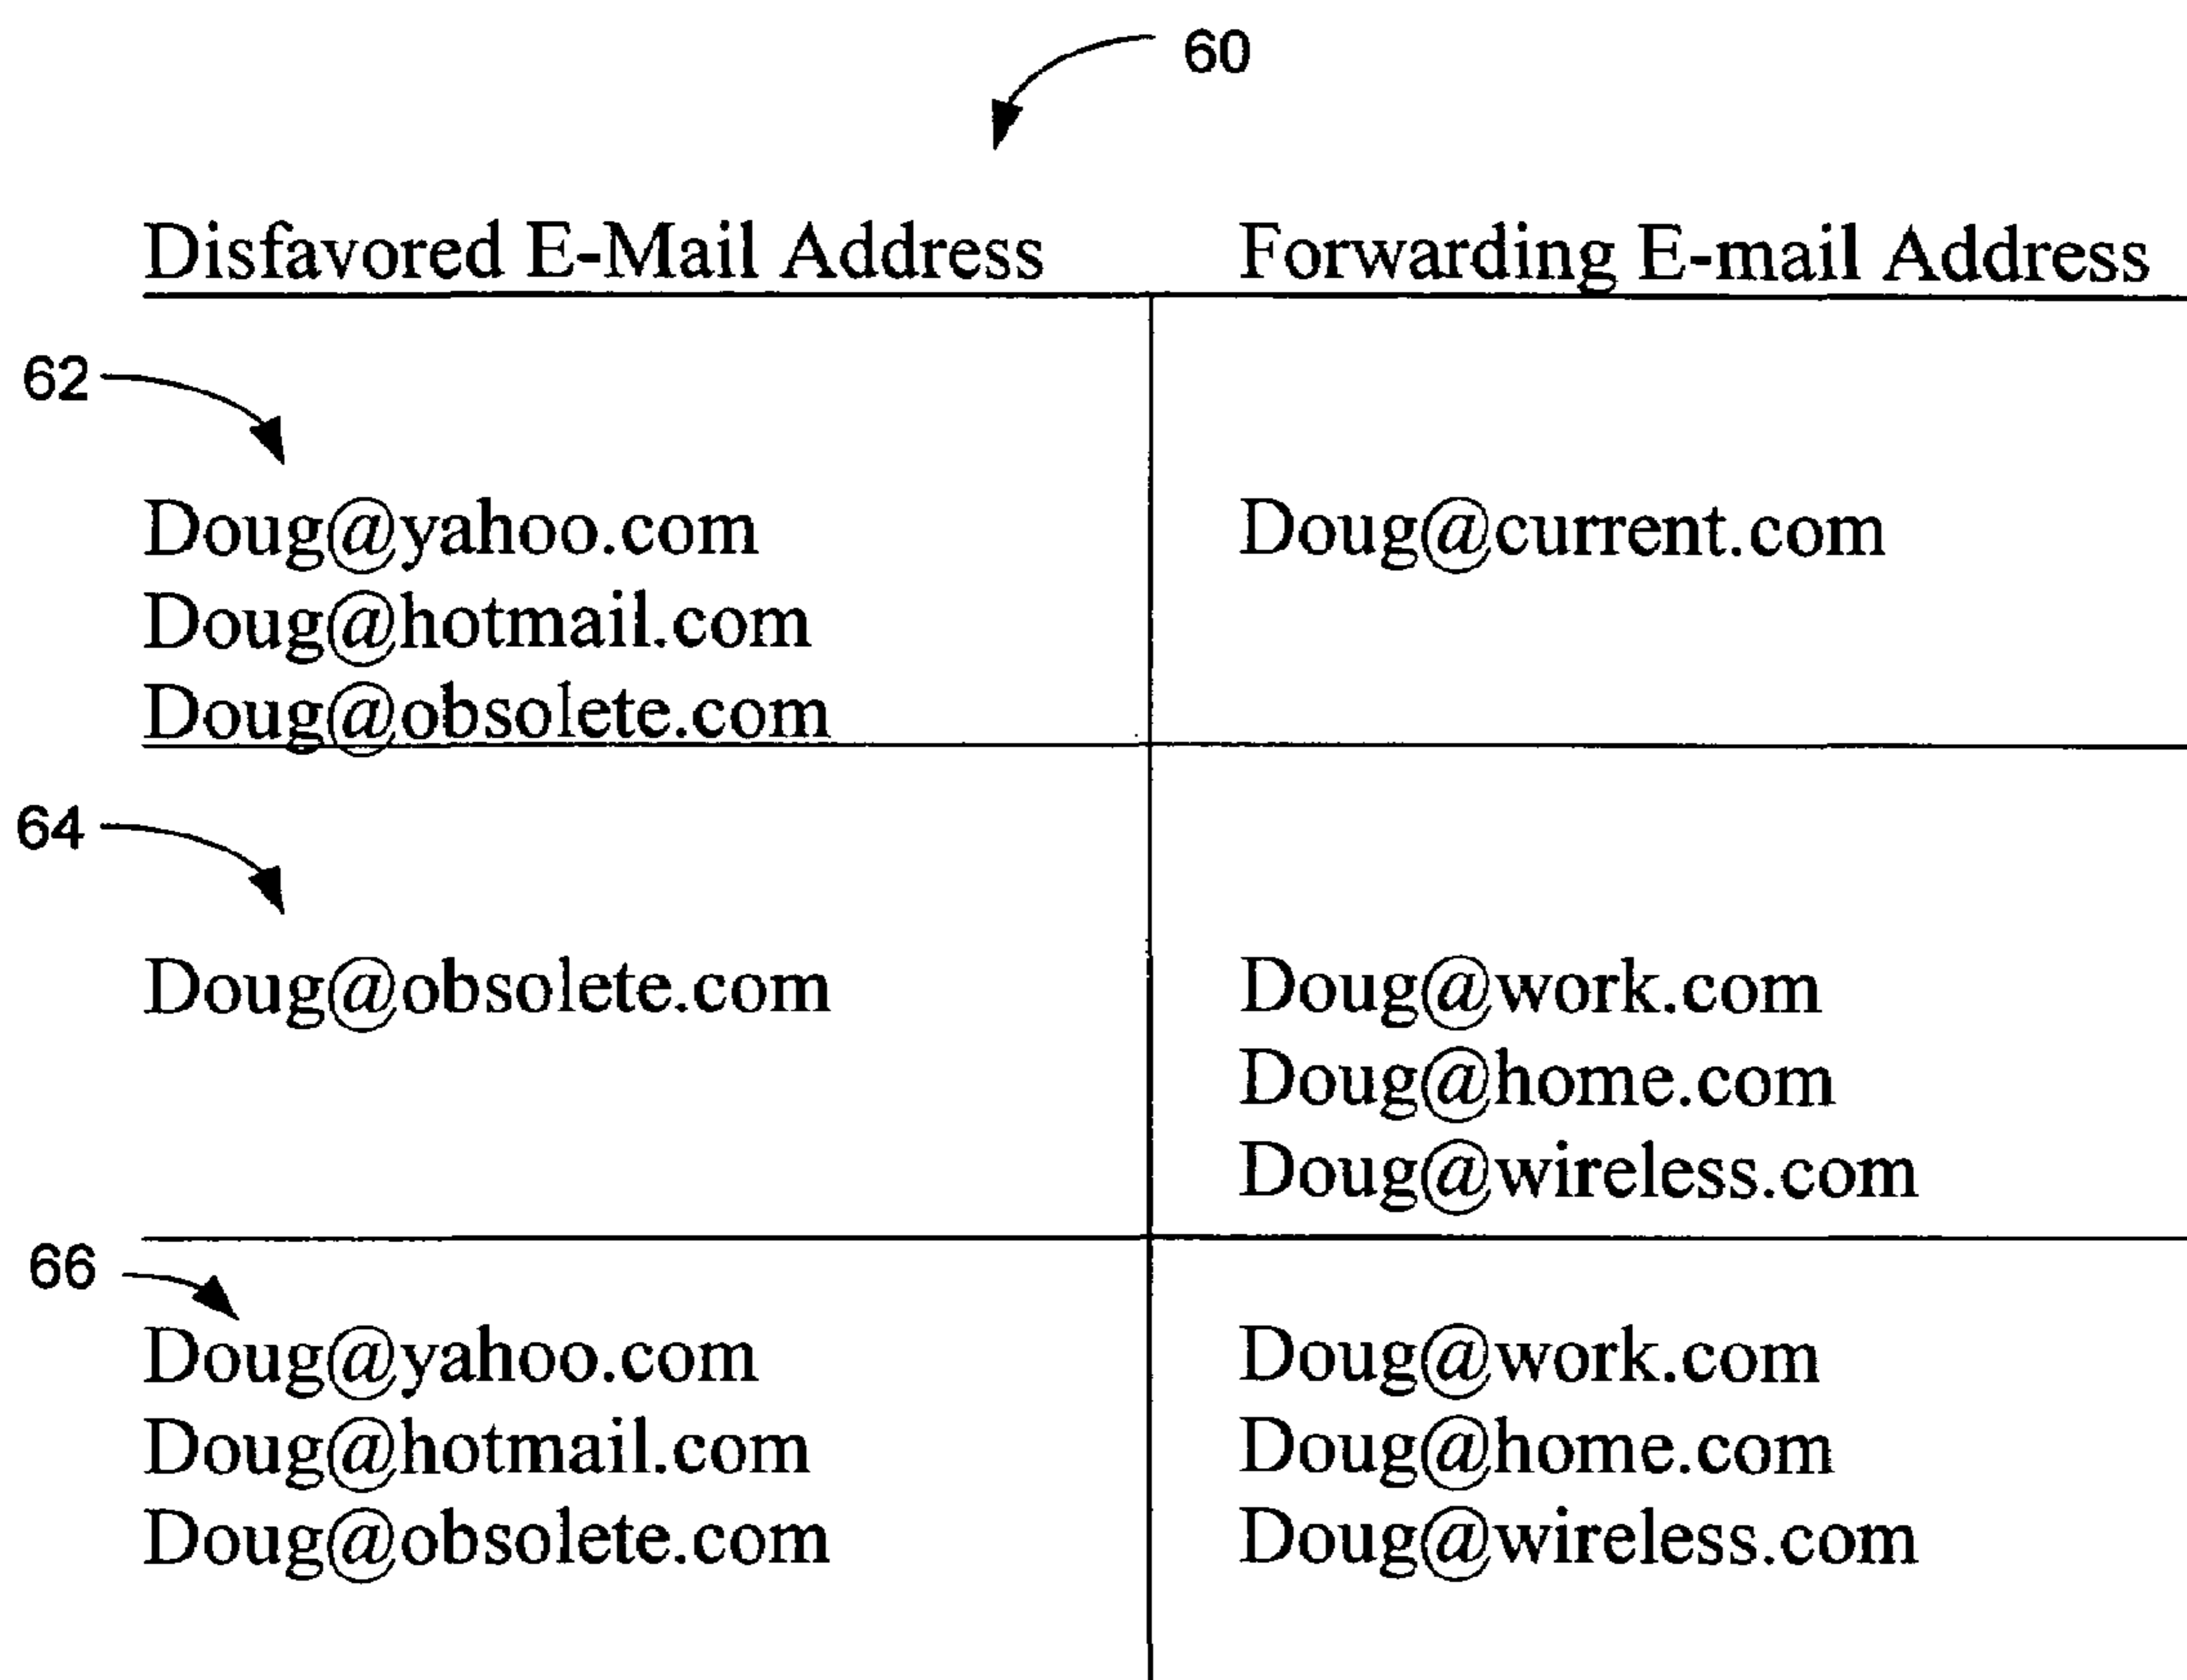 60
Disfavored E-Mail Address Forwarding E-mail Address
62
Doug@yahoo.com Doug@current.com
Doug@hotmail.com
Doug@obsolete.com
64
Doug@obsolete.com Doug@work.com
Doug@home.com
Doug@wireless.com
66
Doug@yahoo.com Doug@work.com
Doug@hotmail.com Doug@home.com
Doug@obsolete.com Doug@wireless.com